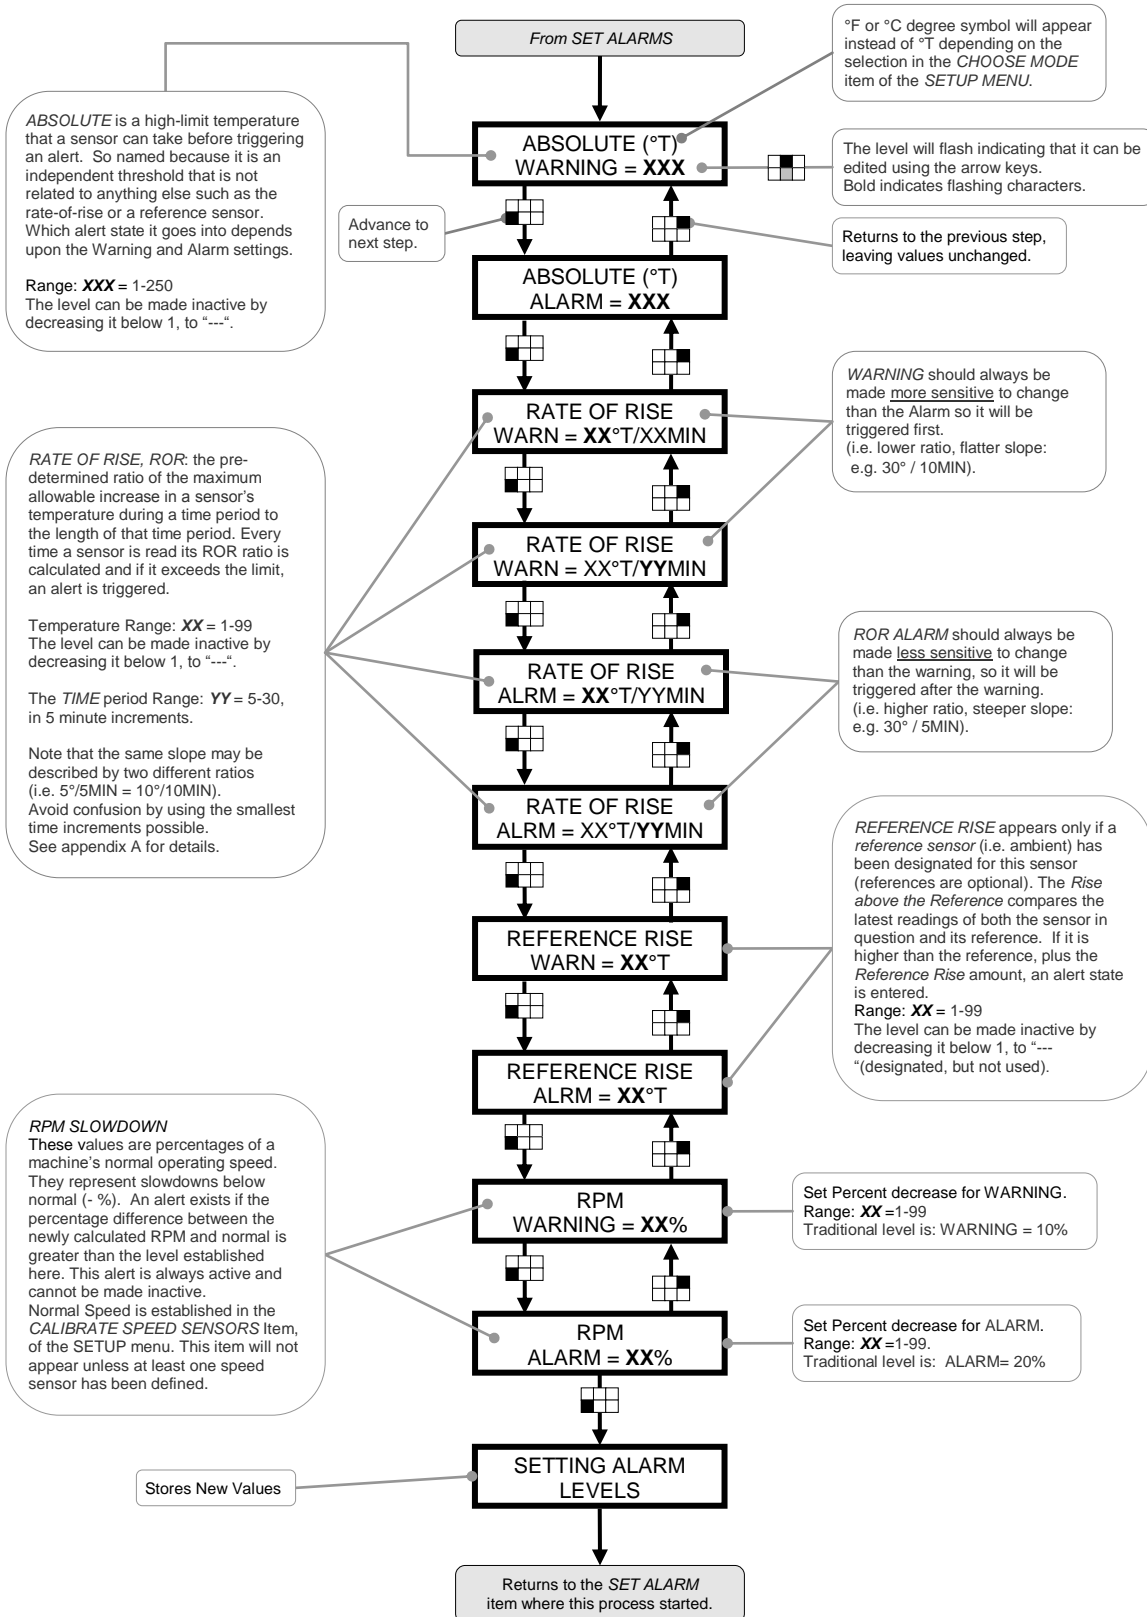 From SET ALARMS
°F or °C degree symbol will appear
instead of °T depending on the
selection in the CHOOSE MODE
item of the SETUP MENU.
ABSOLUTE is a high-limit temperature
that a sensor can take before triggering
an alert.  So named because it is an
independent threshold that is not
related to anything else such as the
rate-of-rise or a reference sensor.
Which alert state it goes into depends
upon the Warning and Alarm settings.
Range: XXX = 1-250
The level can be made inactive by
decreasing it below 1, to “---“.
ABSOLUTE (°T)
WARNING = XXX
The level will flash indicating that it can be
edited using the arrow keys.
Bold indicates flashing characters.
Advance to
next step.
Returns to the previous step,
leaving values unchanged.
ABSOLUTE (°T)
ALARM = XXX
RATE OF RISE
WARN = XX°T/XXMIN
WARNING should always be
made more sensitive to change
than the Alarm so it will be
triggered first.
(i.e. lower ratio, flatter slope:
e.g. 30° / 10MIN).
RATE OF RISE, ROR: the pre-
determined ratio of the maximum
allowable increase in a sensor’s
temperature during a time period to
the length of that time period. Every
time a sensor is read its ROR ratio is
calculated and if it exceeds the limit,
an alert is triggered.
Temperature Range: XX = 1-99
The level can be made inactive by
decreasing it below 1, to “---“.
The TIME period Range: YY = 5-30,
in 5 minute increments.
Note that the same slope may be
described by two different ratios
(i.e. 5°/5MIN = 10°/10MIN).
Avoid confusion by using the smallest
time increments possible.
See appendix A for details.
RATE OF RISE
WARN = XX°T/YYMIN
RATE OF RISE
ALRM = XX°T/YYMIN
ROR ALARM should always be
made less sensitive to change
than the warning, so it will be
triggered after the warning.
(i.e. higher ratio, steeper slope:
e.g. 30° / 5MIN).
RATE OF RISE
ALRM = XX°T/YYMIN
REFERENCE RISE appears only if a
reference sensor (i.e. ambient) has
been designated for this sensor
(references are optional). The Rise
above the Reference compares the
latest readings of both the sensor in
question and its reference.  If it is
higher than the reference, plus the
Reference Rise amount, an alert state
is entered.
Range: XX = 1-99
The level can be made inactive by
decreasing it below 1, to “---
“(designated, but not used).
REFERENCE RISE
WARN = XX°T
REFERENCE RISE
ALRM = XX°T
RPM SLOWDOWN
These values are percentages of a
machine’s normal operating speed.
They represent slowdowns below
normal (- %).  An alert exists if the
percentage difference between the
newly calculated RPM and normal is
greater than the level established
here. This alert is always active and
cannot be made inactive.
Normal Speed is established in the
CALIBRATE SPEED SENSORS Item,
of the SETUP menu. This item will not
appear unless at least one speed
sensor has been defined.
RPM
WARNING = XX%
Set Percent decrease for WARNING.
Range: XX =1-99
Traditional level is: WARNING = 10%
RPM
ALARM = XX%
Set Percent decrease for ALARM.
Range: XX =1-99.
Traditional level is:  ALARM= 20%
SETTING ALARM
LEVELS
Stores New Values
Returns to the SET ALARM
item where this process started.